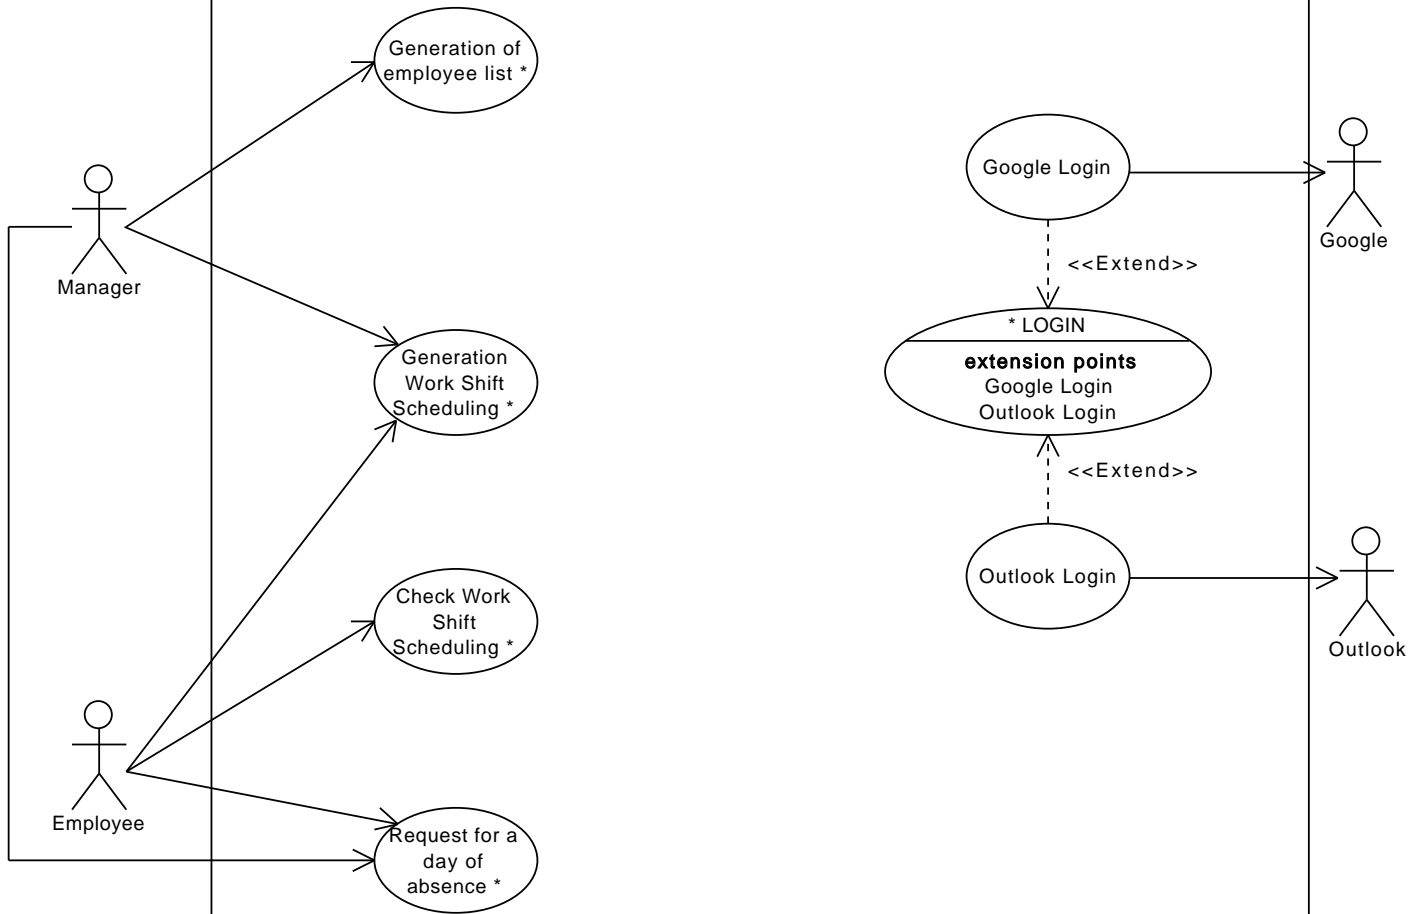 Generation of
employee list *
Manager
Generation
Work Shift
Scheduling *
Check Work
Shift
Scheduling *
Employee
Request for a
day of
absence *
Google Login
Google
<<Extend>>
* LOGIN
extension points
Google Login
Outlook Login
<<Extend>>
Outlook Login
Outlook